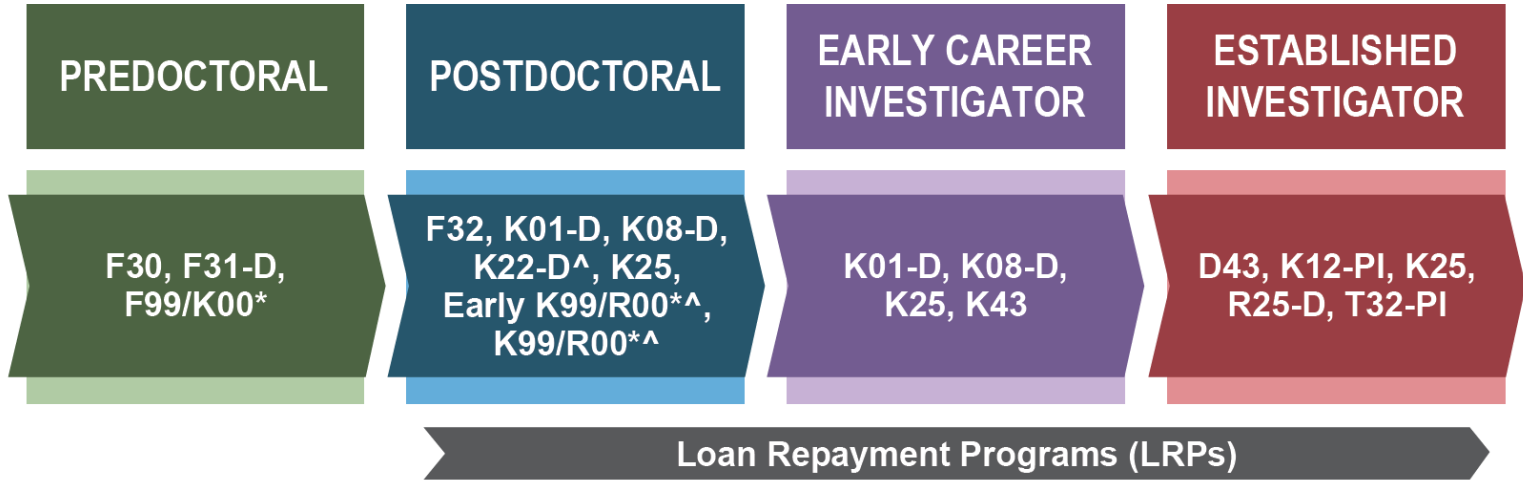 PREDOCTORAL
POSTDOCTORAL
EARLY CAREER
INVESTIGATOR
ESTABLISHED
INVESTIGATOR
F30, F31-D,
F99/K00*
F32, K01-D, K08-D,
K22-D^, K25,
Early K99/R00*^,
K99/R00*^
K01-D, K08-D,
K25, K43
D43, K12-PI, K25,
R25-D, T32-PI
Loan Repayment Programs (LRPs)